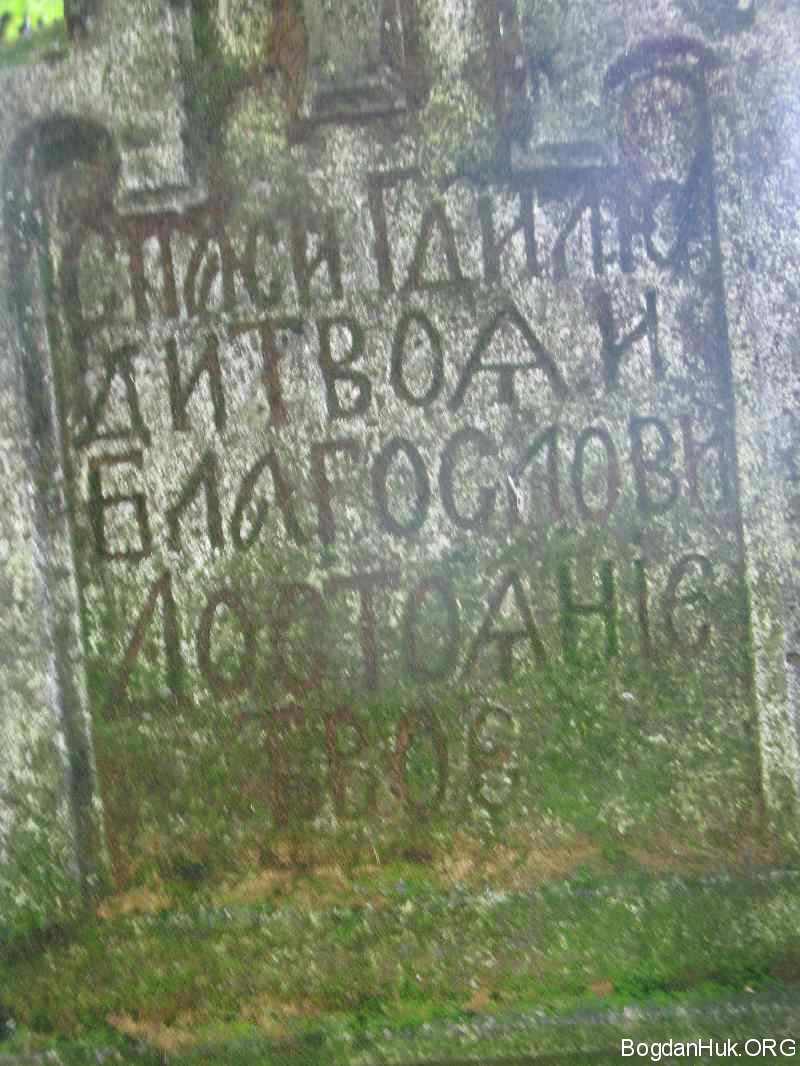 СПАСИ ГДИ ЛЮ
ДИ ТВОѦ И
БЛАГОСЛОВИ
ДОСТОѦНІЄ
ТВОЄ
BogdanHuk.ORG